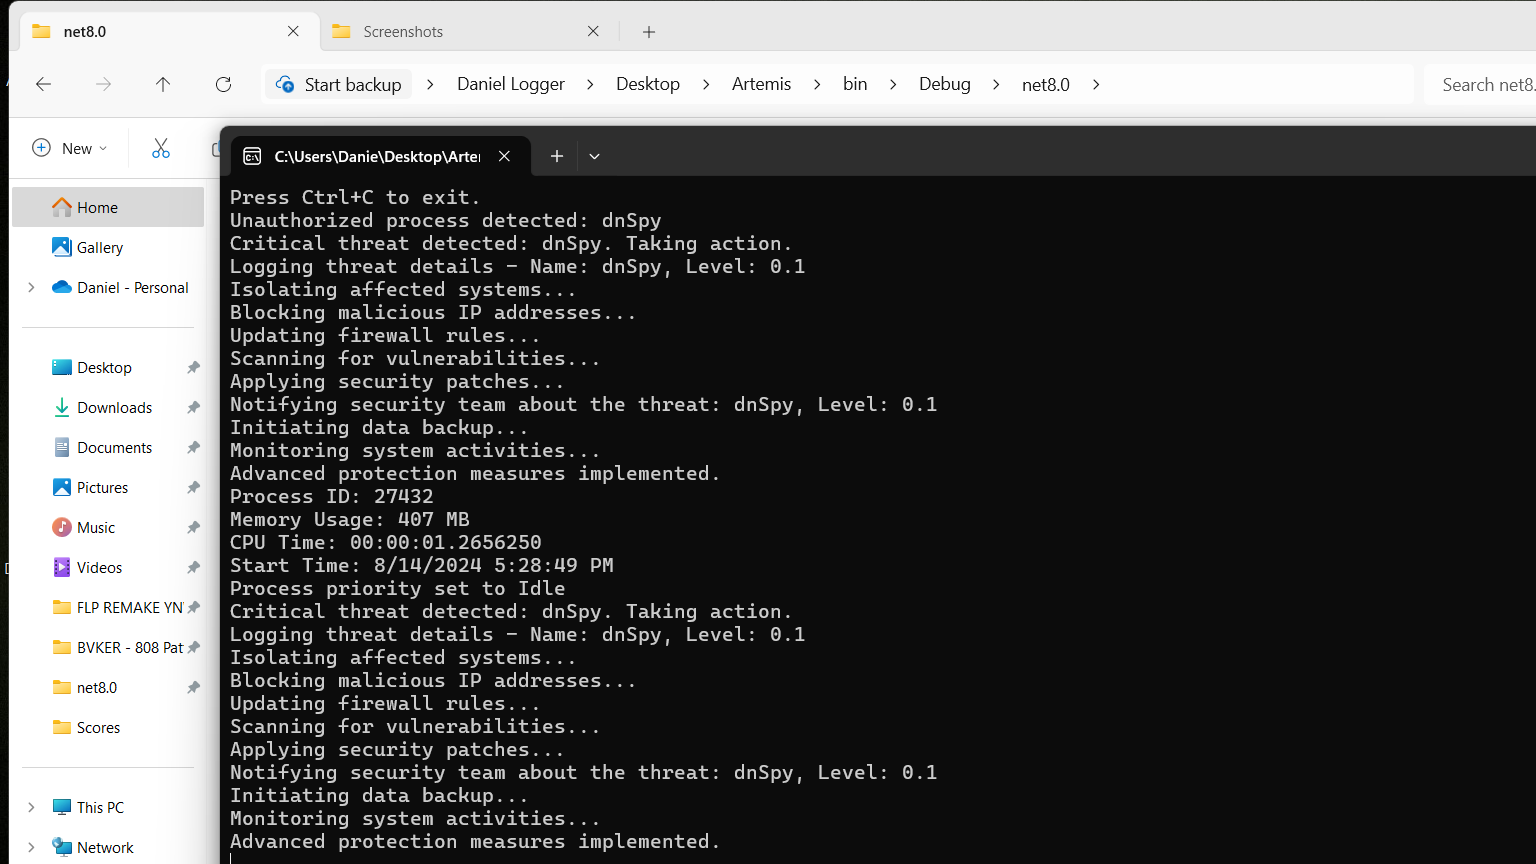 net8.0
Screenshots
Start backup
Daniel Logger
Desktop
Artemis
bin
Debug
net8.0
Search net8.
New
C:\Users\Danie\Desktop\Arte
Home
Gallery
Daniel - Personal
Desktop
Downloads
Documents
Pictures
Music
Videos
FLP REMAKE YN
BVKER - 808 Pat
net8.0
Scores
This PC
Network
Press Ctrl+C to exit.
Unauthorized process detected: dnSpy
Critical threat detected: dnSpy. Taking action.
Logging threat details - Name: dnSpy, Level: 0.1
Isolating affected systems...
Blocking malicious IP addresses...
Updating firewall rules...
Scanning for vulnerabilities...
Applying security patches...
Notifying security team about the threat: dnSpy, Level: 0.1
Initiating data backup...
Monitoring system activities...
Advanced protection measures implemented.
Process ID: 27432
Memory Usage: 407 MB
CPU Time: 00:00:01.2656250
Start Time: 8/14/2024 5:28:49 PM
Process priority set to Idle
Critical threat detected: dnSpy. Taking action.
Logging threat details - Name: dnSpy, Level: 0.1
Isolating affected systems...
Blocking malicious IP addresses...
Updating firewall rules...
Scanning for vulnerabilities...
Applying security patches...
Notifying security team about the threat: dnSpy, Level: 0.1
Initiating data backup...
Monitoring system activities...
Advanced protection measures implemented.